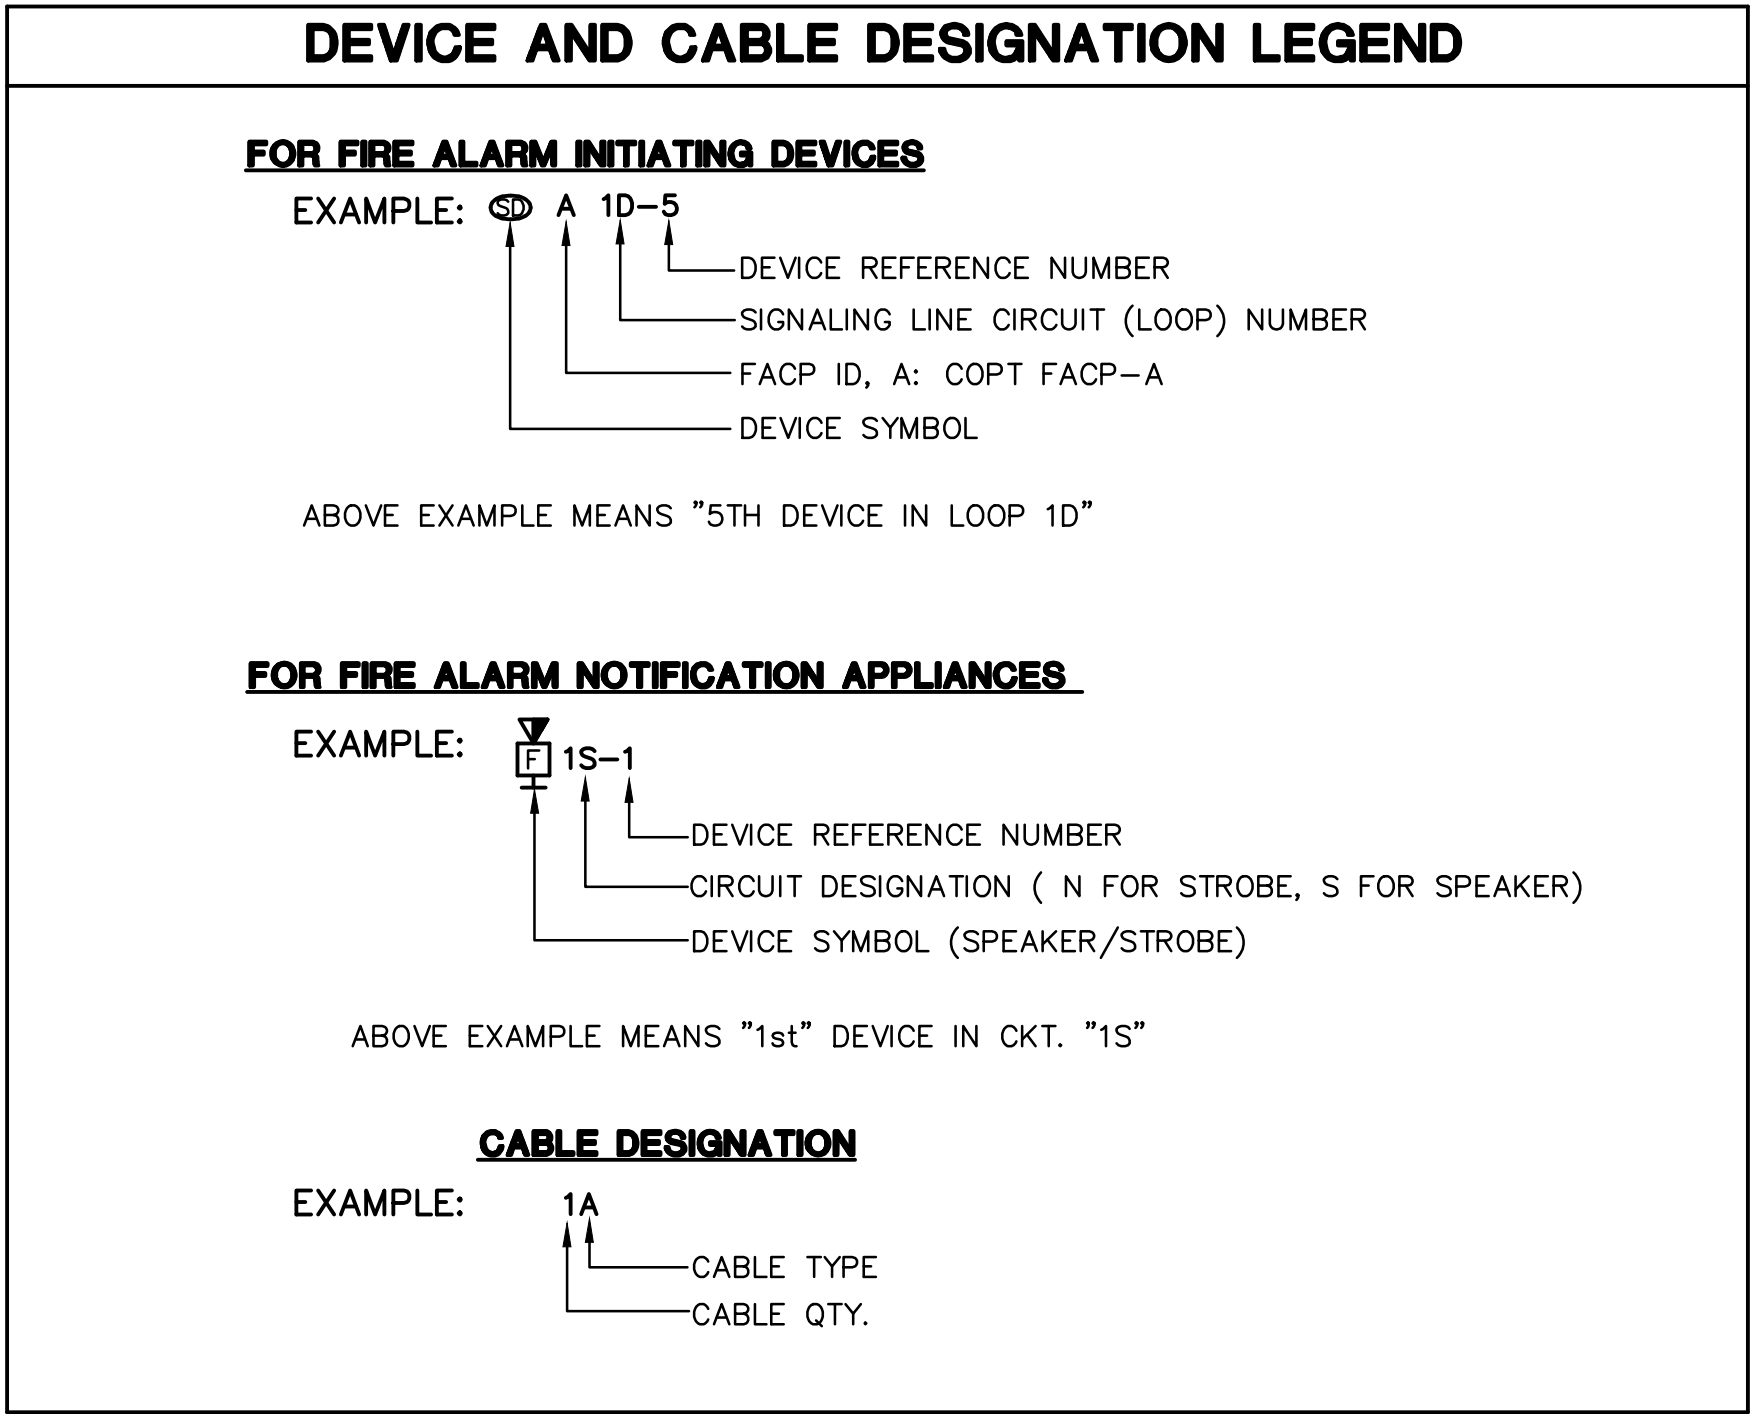 DEVICE AND CABLE DESIGNATION LEGEND
FOR FIRE ALARM INITIATING DEVICES
EXAMPLE: SD A 1D-5
DEVICE REFERENCE NUMBER
SIGNALING LINE CIRCUIT (LOOP) NUMBER
FACP ID, A: COPT FACP-A
DEVICE SYMBOL
ABOVE EXAMPLE MEANS "5TH DEVICE IN LOOP 1D"
FOR FIRE ALARM NOTIFICATION APPLIANCES
EXAMPLE: F 1S-1
DEVICE REFERENCE NUMBER
CIRCUIT DESIGNATION ( N FOR STROBE, S FOR SPEAKER)
DEVICE SYMBOL (SPEAKER/STROBE)
ABOVE EXAMPLE MEANS "1st" DEVICE IN CKT. "1S"
CABLE DESIGNATION
EXAMPLE: 1A
CABLE TYPE
CABLE QTY.